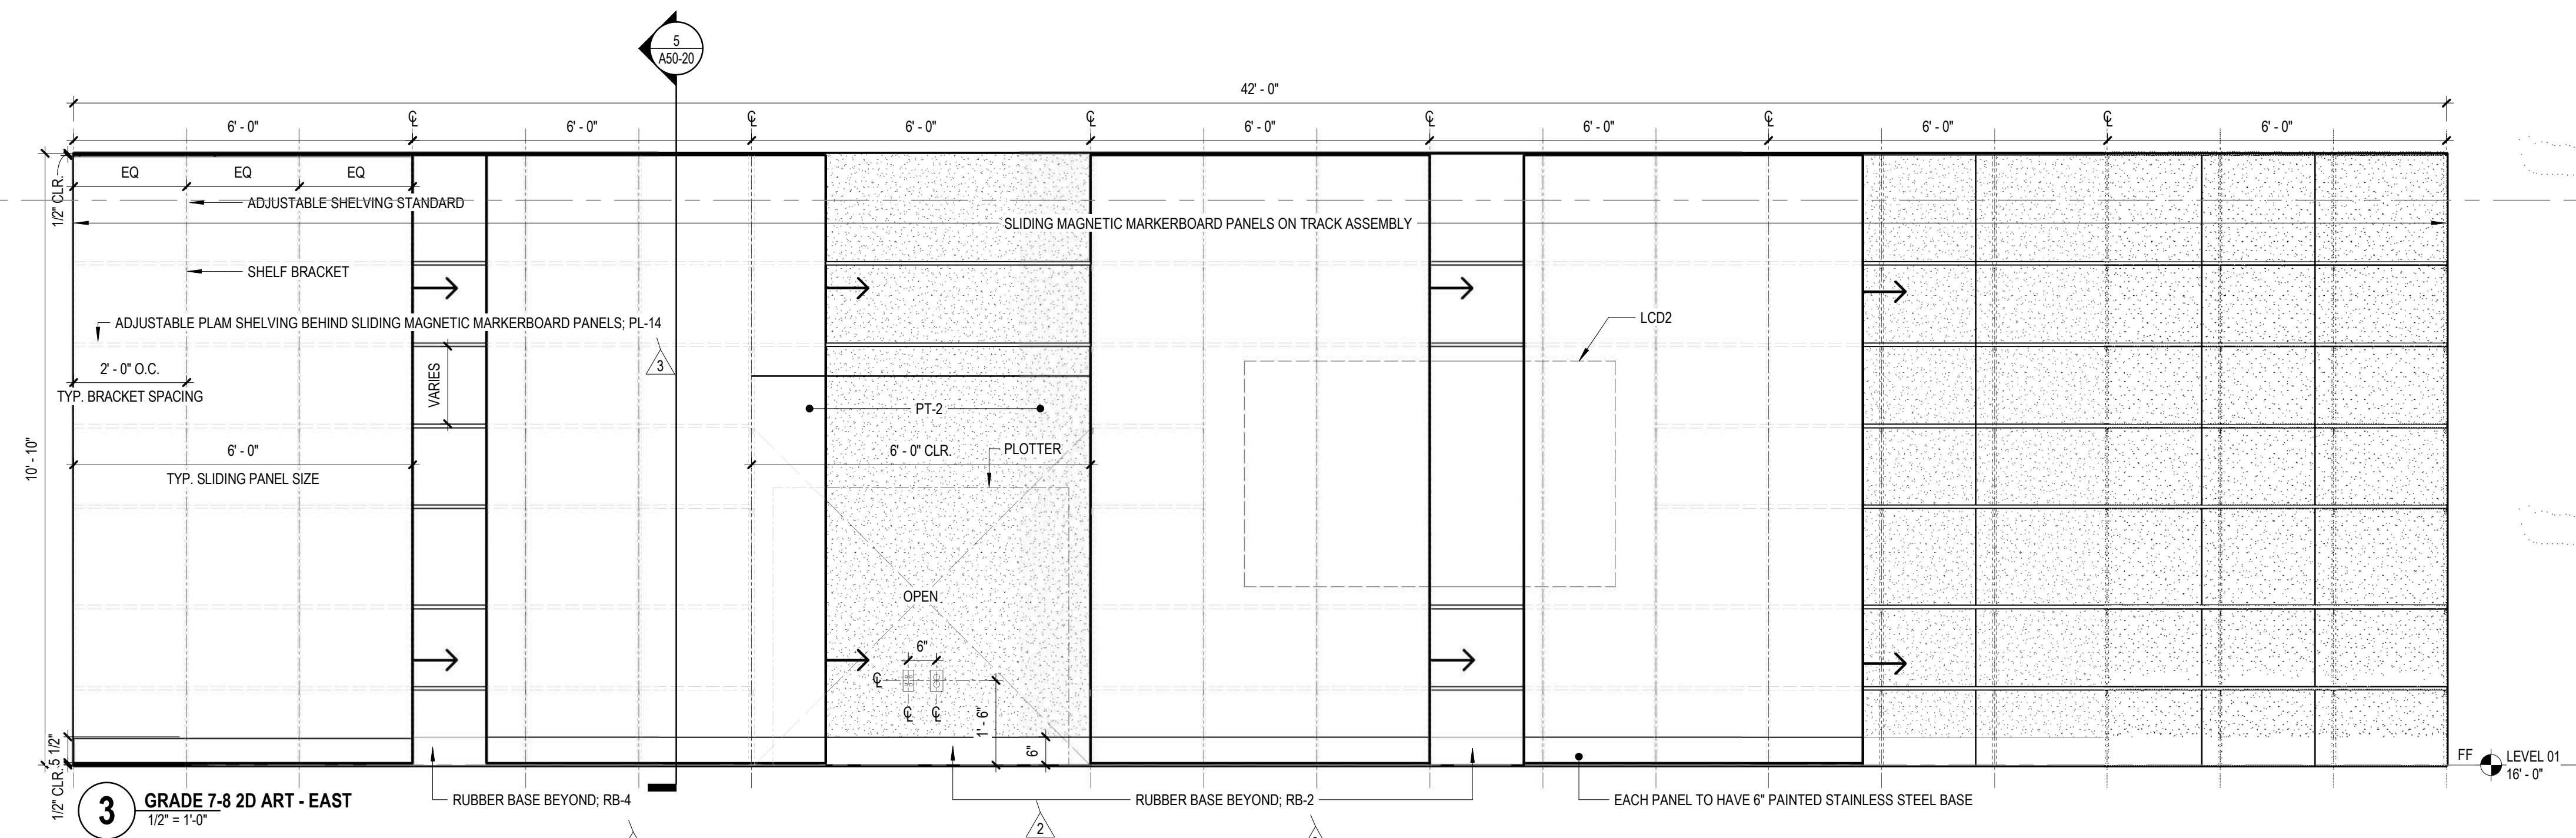 5
A50-20
42' - 0"
6' - 0"
℄
6' - 0"
℄
6' - 0"
℄
6' - 0"
℄
6' - 0"
℄
6' - 0"
℄
6' - 0"
1/2" CLR.
EQ
EQ
EQ
ADJUSTABLE SHELVING STANDARD
SLIDING MAGNETIC MARKERBOARD PANELS ON TRACK ASSEMBLY
SHELF BRACKET
LCD2
ADJUSTABLE PLAM SHELVING BEHIND SLIDING MAGNETIC MARKERBOARD PANELS; PL-14
3
2' - 0" O.C.
TYP. BRACKET SPACING
VARIES
PT-2
10' - 10"
6' - 0"
TYP. SLIDING PANEL SIZE
6' - 0" CLR.
PLOTTER
OPEN
6"
℄
℄
℄
1' - 6"
6"
5 1/2"
1/2" CLR.
FF
LEVEL 01
16' - 0"
3
GRADE 7-8 2D ART - EAST
1/2" = 1'-0"
RUBBER BASE BEYOND; RB-4
RUBBER BASE BEYOND; RB-2
EACH PANEL TO HAVE 6" PAINTED STAINLESS STEEL BASE
2